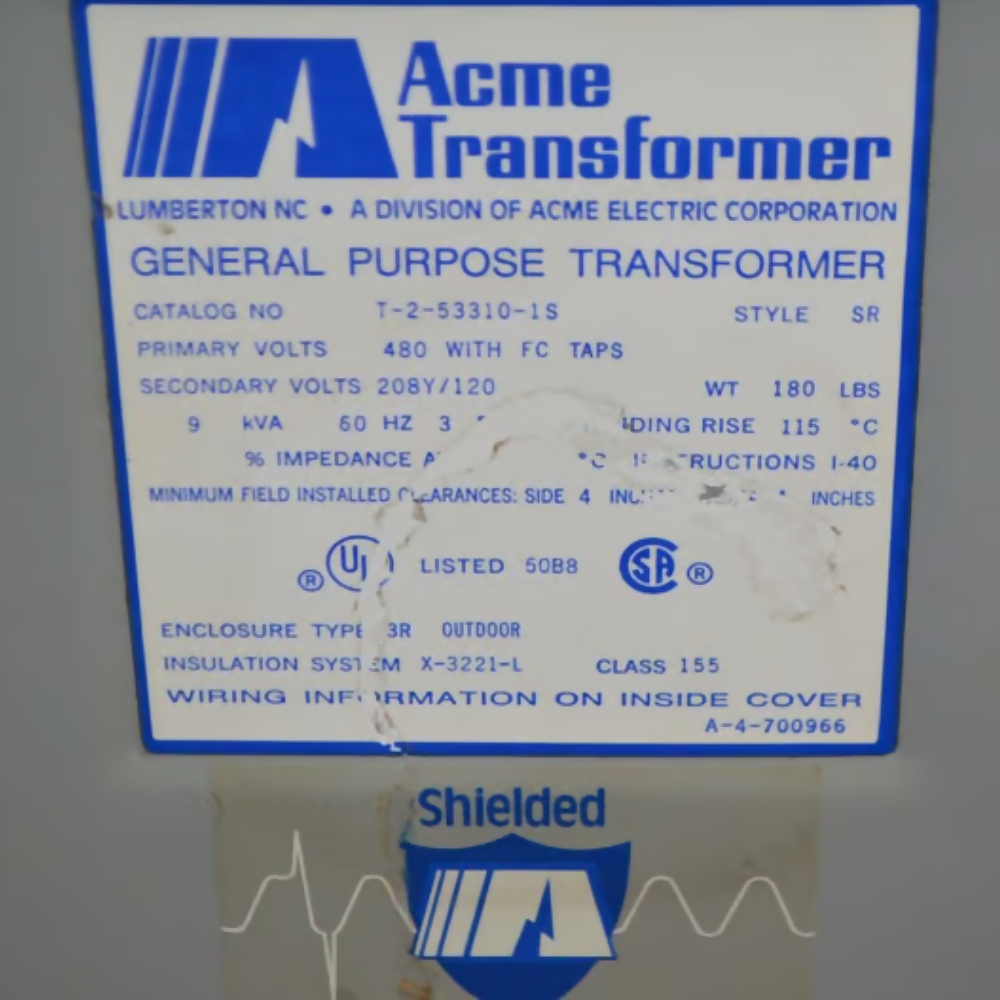 Acme
Transformer
LUMBERTON NC • A DIVISION OF ACME ELECTRIC CORPORATION
GENERAL PURPOSE TRANSFORMER
CATALOG NO T-2-53310-1S STYLE SR
PRIMARY VOLTS 480 WITH FC TAPS
SECONDARY VOLTS 208Y/120 WT 180 LBS
9 kVA 60 HZ 3 RISE 115 °C
% IMPEDANCE °C I-40
MINIMUM FIELD INSTALLED CLEARANCES: SIDE 4 INCHES
® UL LISTED 50B8 SA ®
ENCLOSURE TYPE 3R OUTDOOR
INSULATION SYSTEM X-3221-L CLASS 155
WIRING INFORMATION ON INSIDE COVER
A-4-700966
Shielded